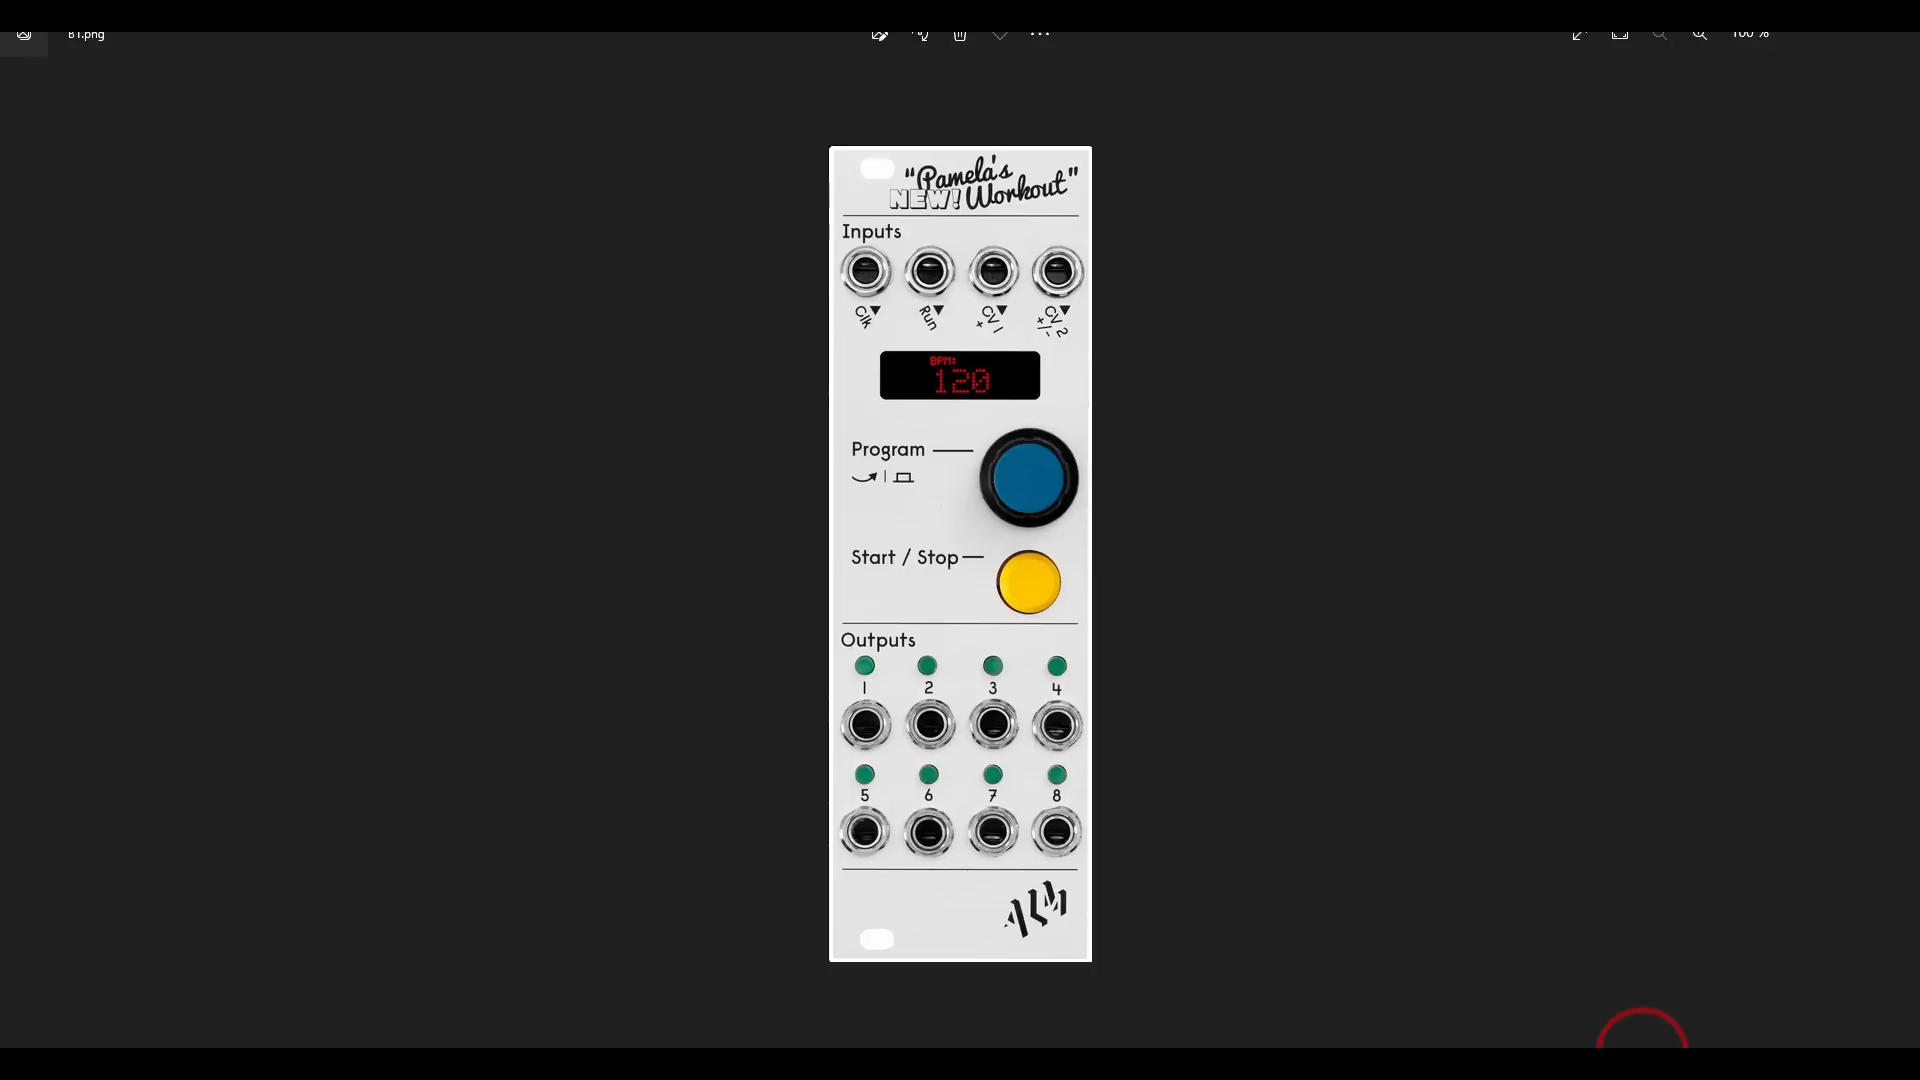 B1.png
100 %
"Pamela's
NEW! Workout"
Inputs
Clk
Run
CV 1
+
CV 2
+/-
BPM:
120
Program
Start / Stop
Outputs
1 2 3 4
5 6 7 8
ALM